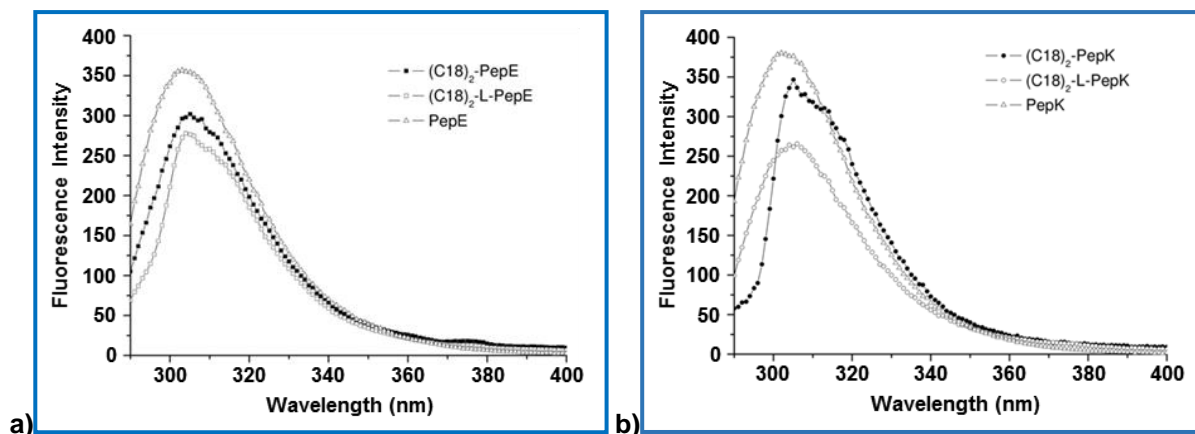 400
350
300
250
200
150
100
50
0
Fluorescence Intensity
(C18)₂-PepE
(C18)₂-L-PepE
PepE
300 320 340 360 380 400
Wavelength (nm)
a)
400
350
300
250
200
150
100
50
0
Fluorescence Intensity
(C18)₂-PepK
(C18)₂-L-PepK
PepK
300 320 340 360 380 400
Wavelength (nm)
b)